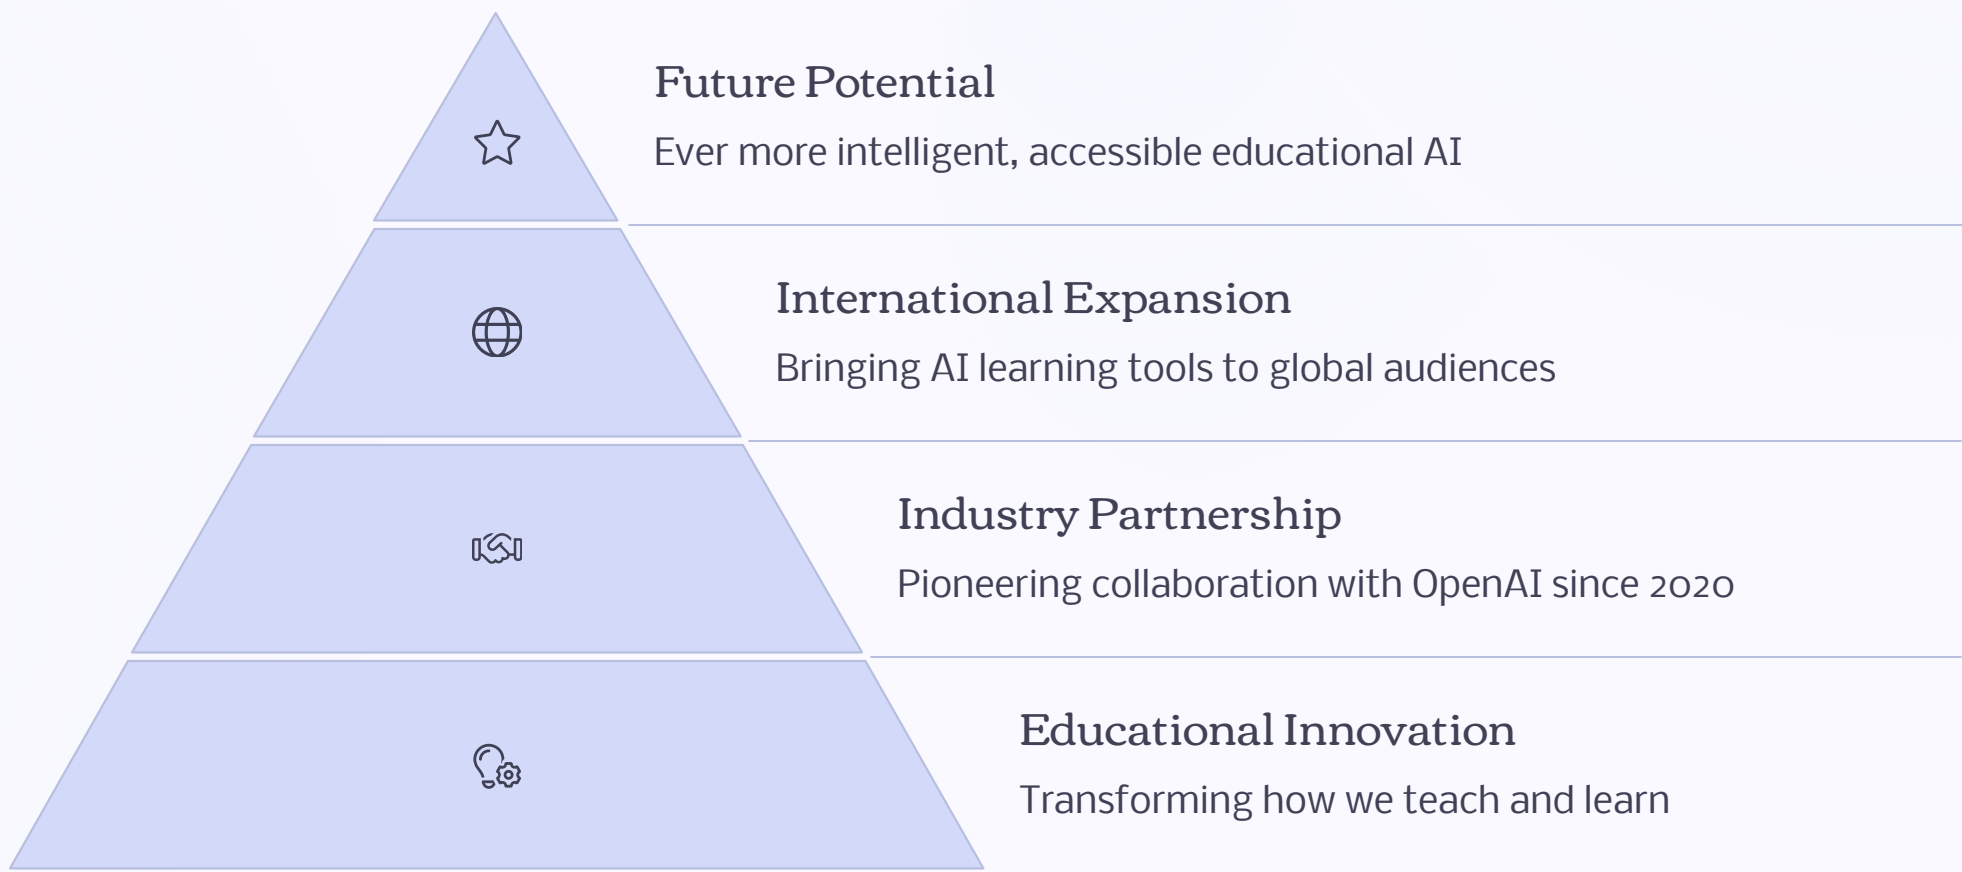 Future Potential
Ever more intelligent, accessible educational AI
International Expansion
Bringing AI learning tools to global audiences
Industry Partnership
Pioneering collaboration with OpenAI since 2020
Educational Innovation
Transforming how we teach and learn